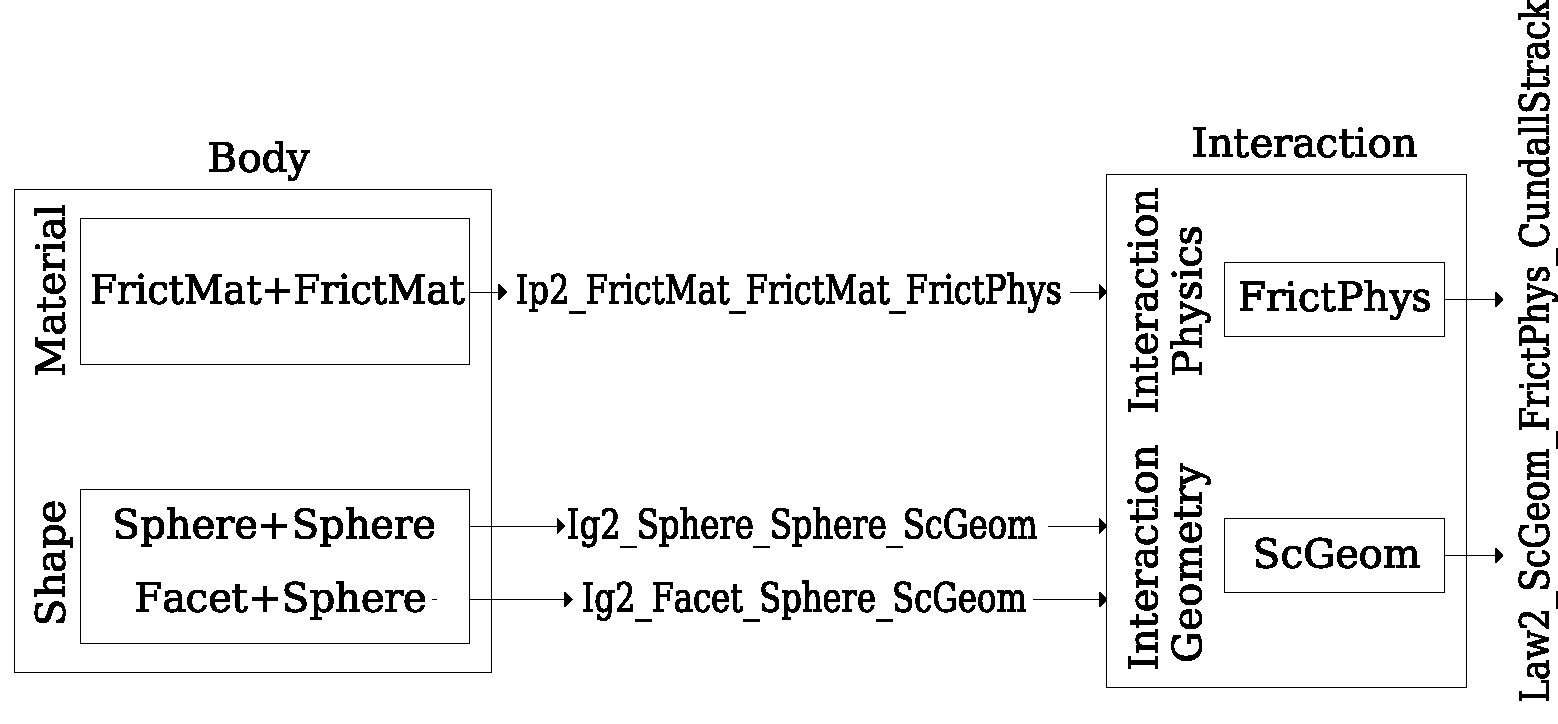 Body
Material
FrictMat+FrictMat
Shape
Sphere+Sphere
Facet+Sphere
Ip2_FrictMat_FrictMat_FrictPhys
Ig2_Sphere_Sphere_ScGeom
Ig2_Facet_Sphere_ScGeom
Interaction
Interaction
Physics
FrictPhys
Interaction
Geometry
ScGeom
Law2_ScGeom_FrictPhys_CundallStrack